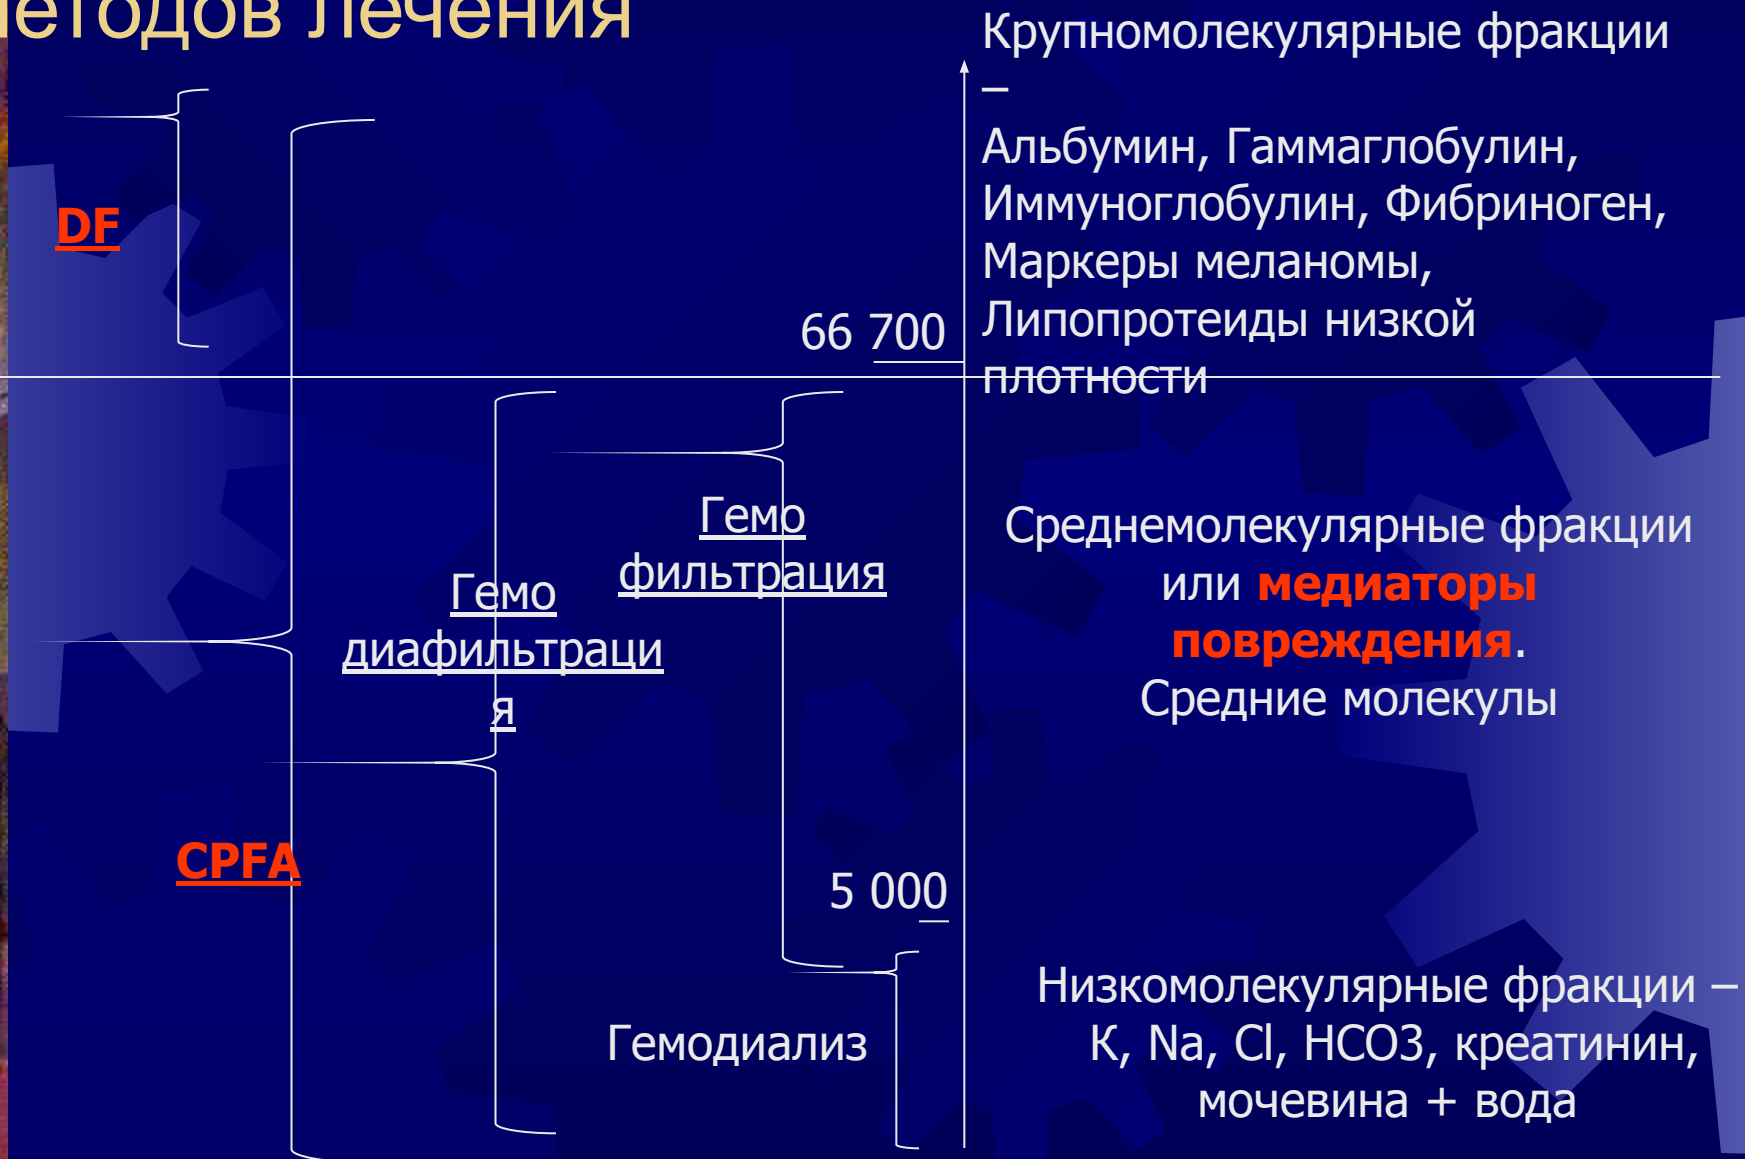 етодов лечения
Крупномолекулярные фракции
–
Альбумин, Гаммаглобулин,
Иммуноглобулин, Фибриноген,
Маркеры меланомы,
Липопротеиды низкой
плотности
DF
66 700
Гемо
фильтрация
Гемо
диафильтраци
я
Среднемолекулярные фракции
или медиаторы
повреждения.
Средние молекулы
CPFA
5 000
Гемодиализ
Низкомолекулярные фракции –
К, Na, Cl, НСО3, креатинин,
мочевина + вода